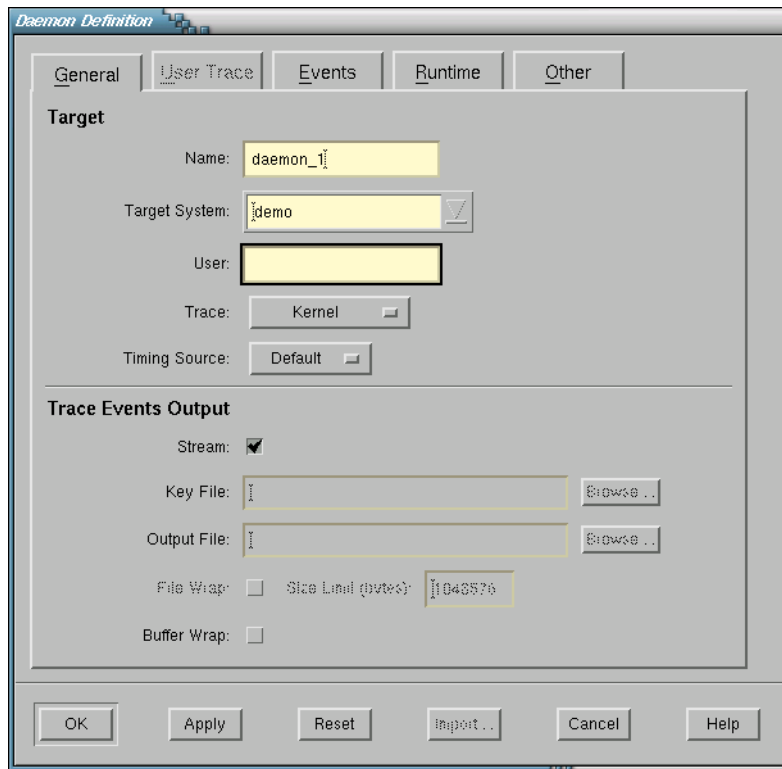 Daemon Definition
General User Trace Events Runtime Other
Target
Name: daemon_1
Target System: demo
User:
Trace: Kernel
Timing Source: Default
Trace Events Output
Stream:
Key File: Browse...
Output File: Browse...
File Wrap: Size Limit (bytes): 1048576
Buffer Wrap:
OK Apply Reset Import... Cancel Help